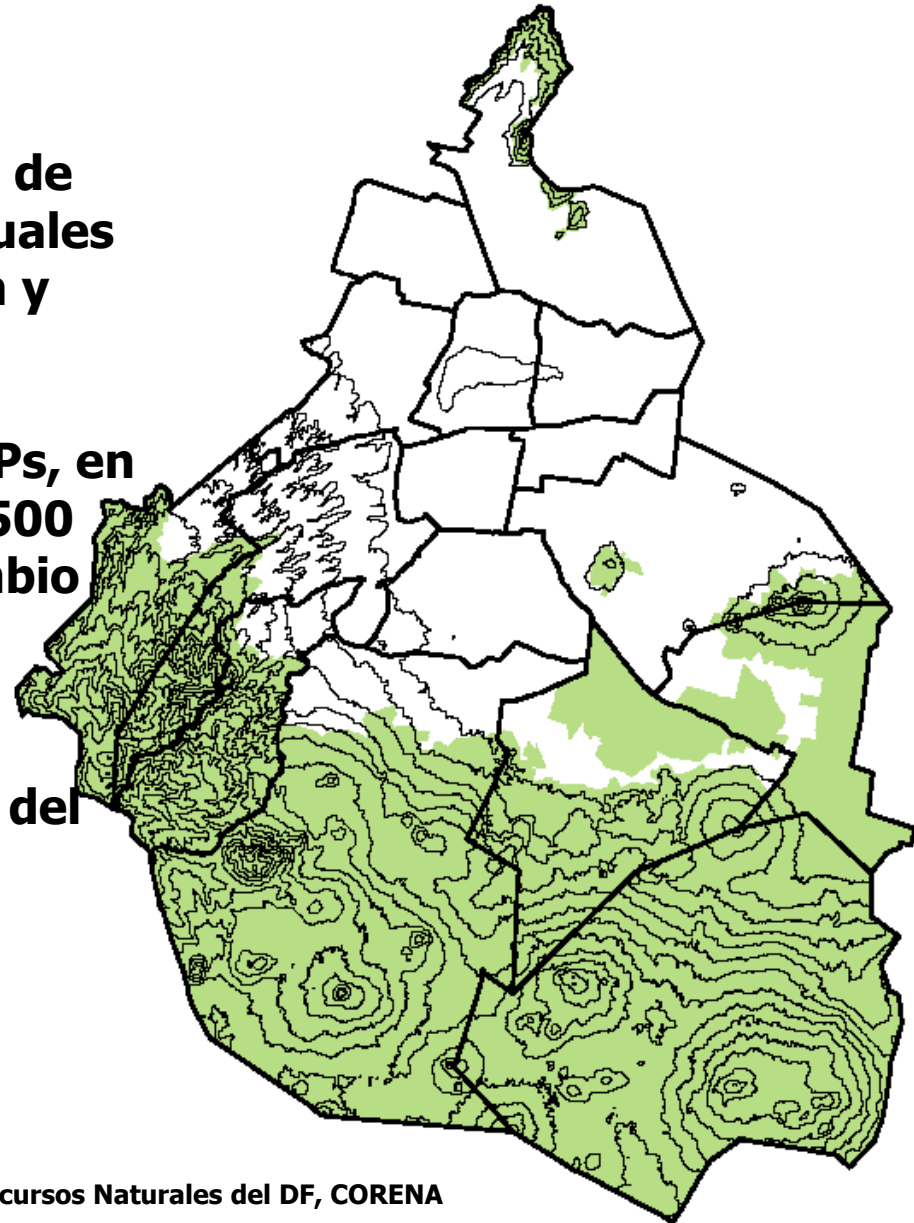 de
uales
n y
Ps, en
500
nbio
del
cursos Naturales del DF, CORENA